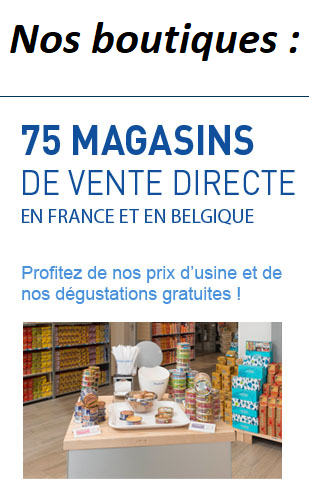 Nos boutiques :
75 MAGASINS
DE VENTE DIRECTE
EN FRANCE ET EN BELGIQUE
Profitez de nos prix d'usine et de
nos dégustations gratuites !